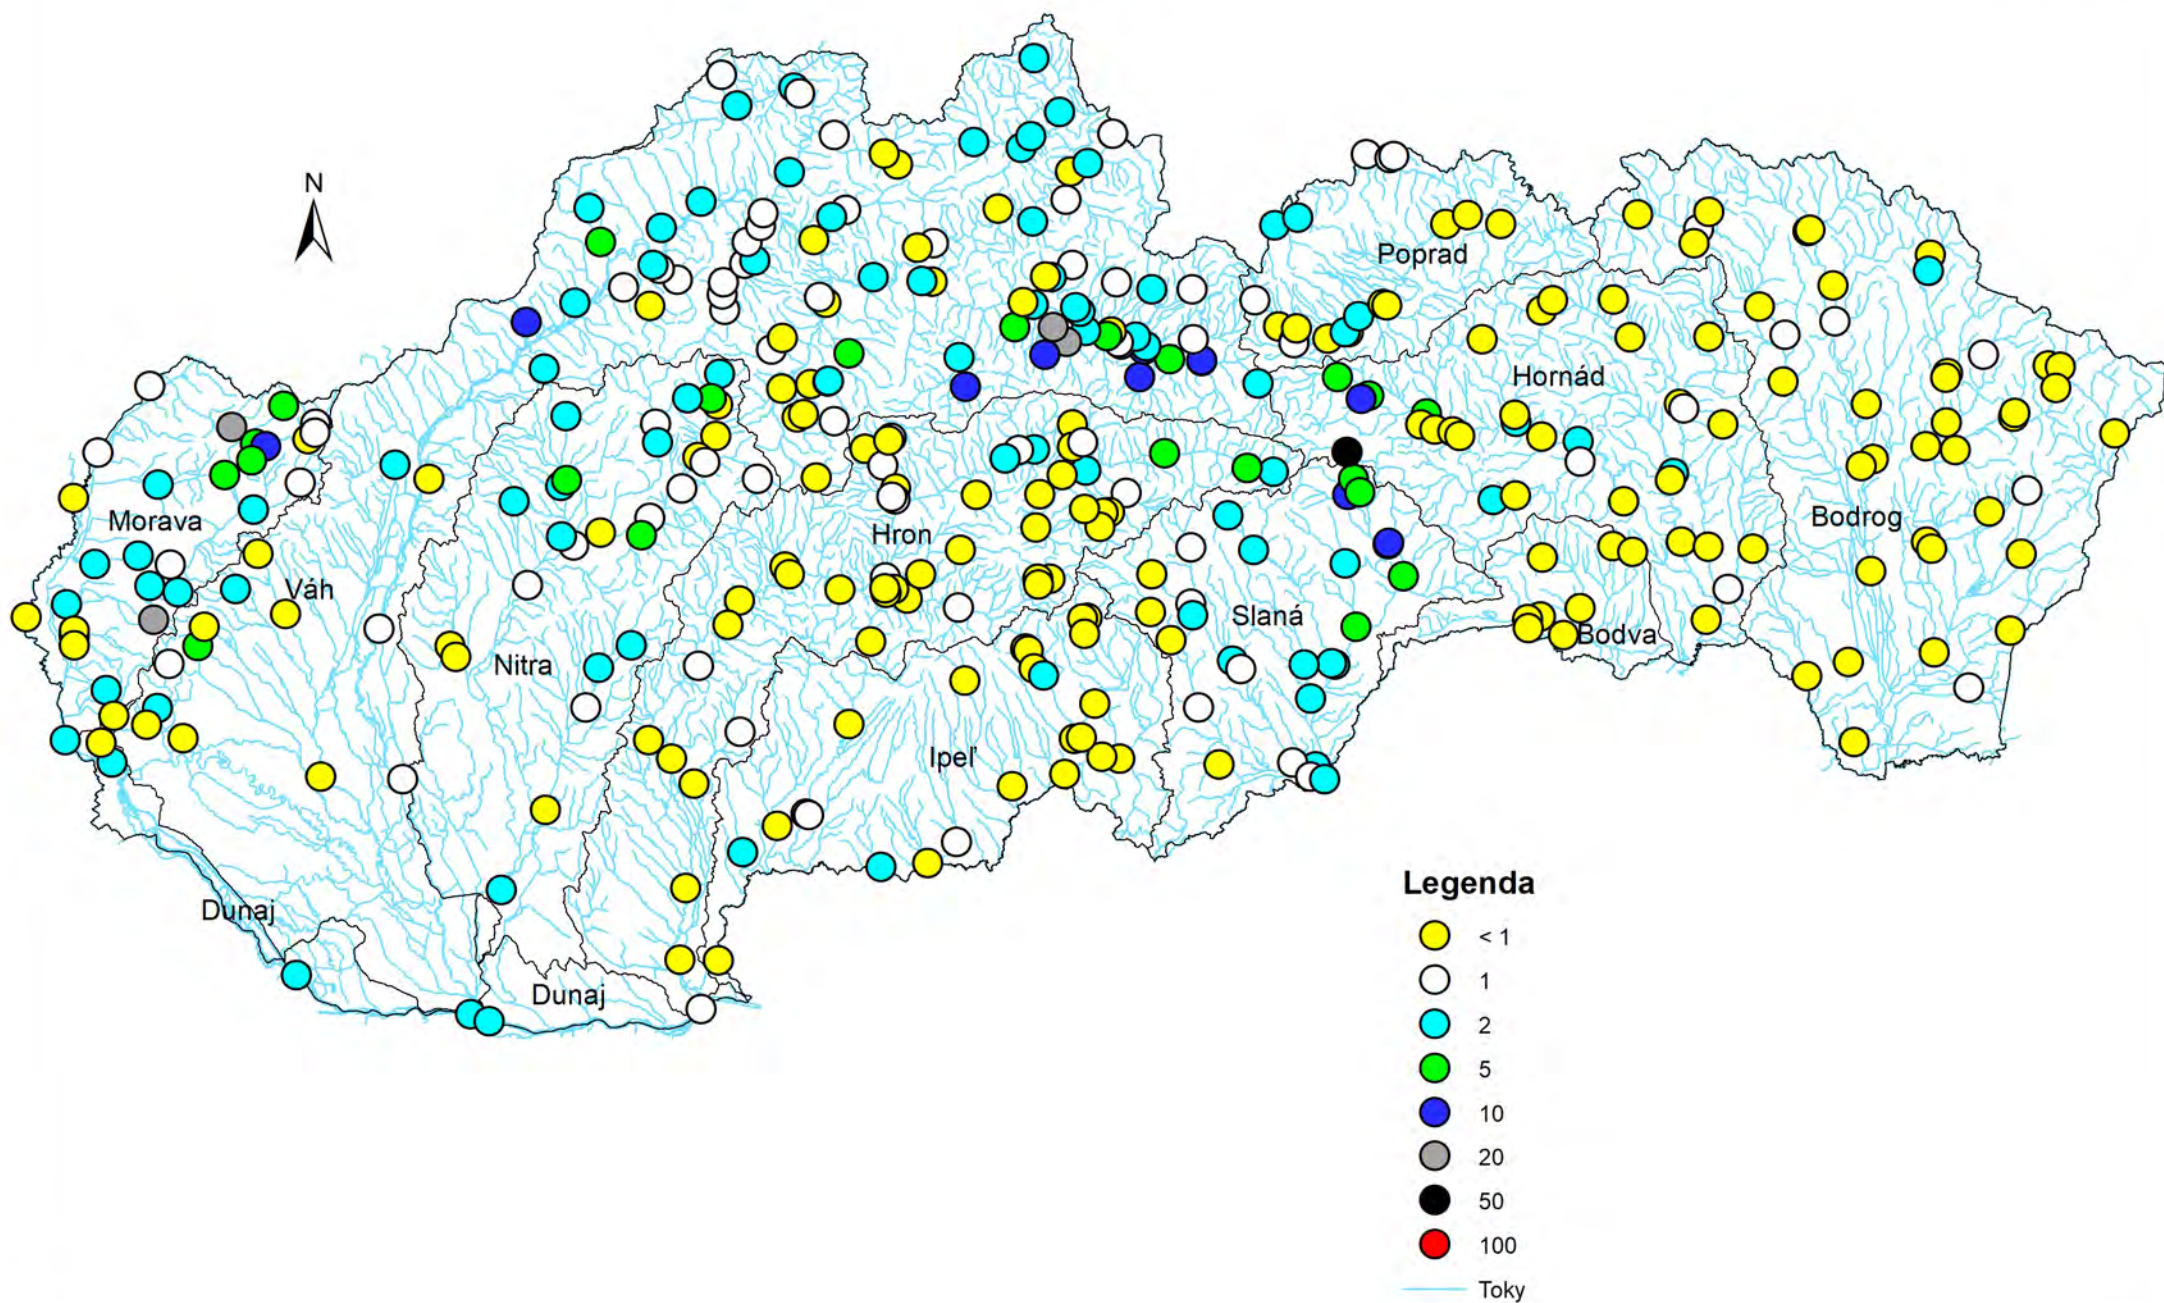 N
Poprad
Hornád
Morava
Bodrog
Hron
Váh
Slaná
Bodva
Nitra
Ipeľ
Dunaj
Dunaj
Legenda
< 1
1
2
5
10
20
50
100
Toky